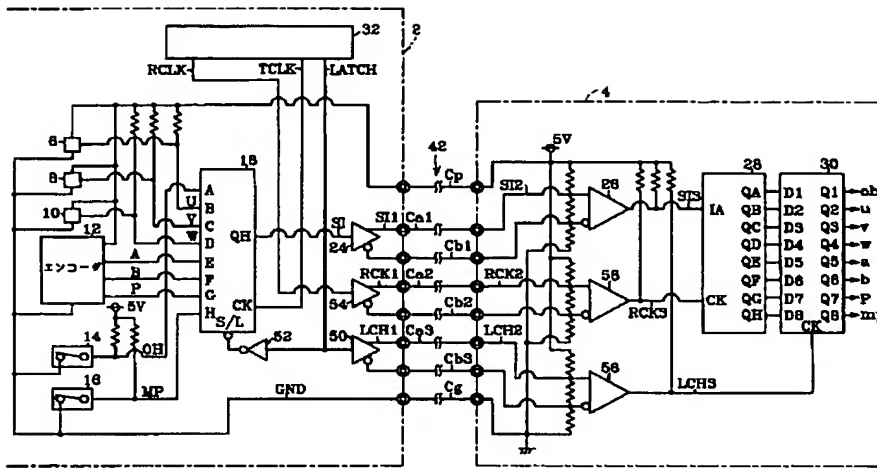 32
2
RCLK
TCLK
LATCH
4
6
8
10
12
エンコーダ
A
B
P
5V
14
16
OH
MP
GND
U
V
W
18
A
B
C
D
E
F
G
H
QH
CK
S/L
52
SI
24
54
50
SI1
RCK1
LCH1
42
Cp
Ca1
Cb1
Ca2
Cb2
Ca3
Cb3
Cg
5V
SI2
RCK2
LCH2
26
58
56
SI3
RCK3
LCH3
28
IA
CK
QA
QB
QC
QD
QE
QF
QG
QH
30
D1
D2
D3
D4
D5
D6
D7
D8
Q1
Q2
Q3
Q4
Q5
Q6
Q7
Q8
CK
oh
u
v
w
a
b
p